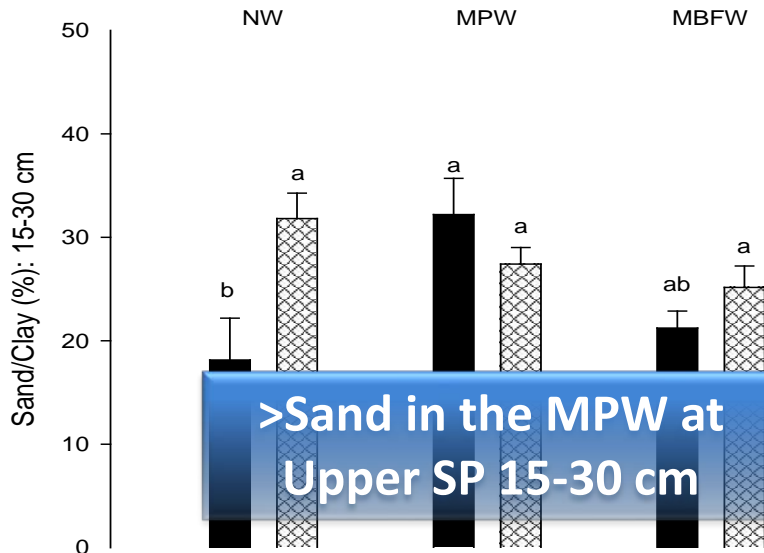 NW MPW MBFW
Sand/Clay (%): 15-30 cm
50
40
30
20
10
0
b a a a ab a
>Sand in the MPW at
Upper SP 15-30 cm